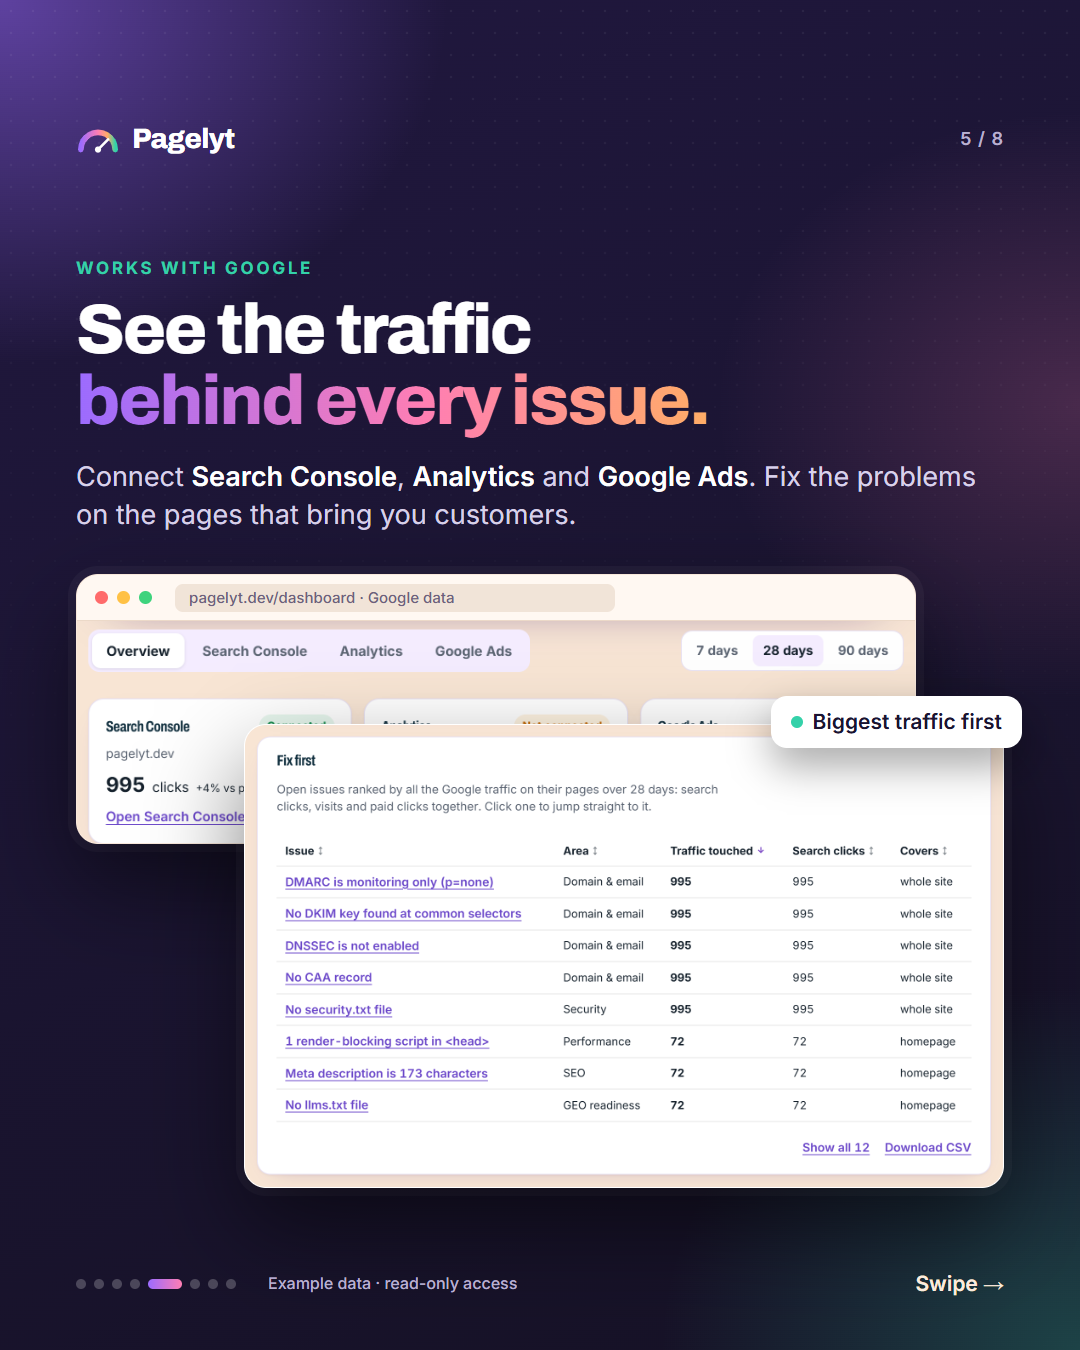 Pagelyt
5 / 8
WORKS WITH GOOGLE
See the traffic
behind every issue.
Connect Search Console, Analytics and Google Ads. Fix the problems
on the pages that bring you customers.
pagelyt.dev/dashboard · Google data
Overview Search Console Analytics Google Ads
7 days 28 days 90 days
Search Console
pagelyt.dev
995 clicks +4% vs
Open Search Console
Biggest traffic first
Fix first
Open issues ranked by all the Google traffic on their pages over 28 days: search
clicks, visits and paid clicks together. Click one to jump straight to it.
Issue ↕ Area ↕ Traffic touched ↓ Search clicks ↕ Covers ↕
DMARC is monitoring only (p=none) Domain & email 995 995 whole site
No DKIM key found at common selectors Domain & email 995 995 whole site
DNSSEC is not enabled Domain & email 995 995 whole site
No CAA record Domain & email 995 995 whole site
No security.txt file Security 995 995 whole site
1 render-blocking script in <head> Performance 72 72 homepage
Meta description is 173 characters SEO 72 72 homepage
No llms.txt file GEO readiness 72 72 homepage
Show all 12 Download CSV
Example data · read-only access
Swipe →